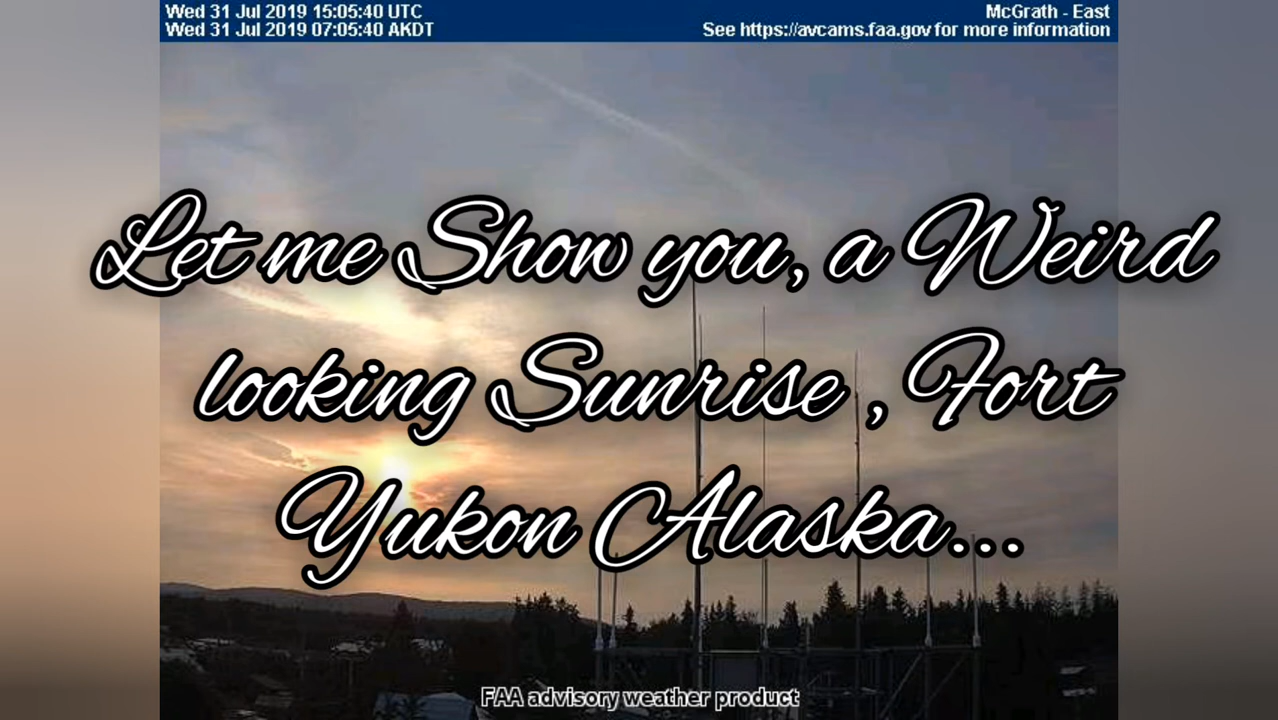 Wed 31 Jul 2019 15:05:40 UTC
McGrath - East
Wed 31 Jul 2019 07:05:40 AKDT
See https://avcams.faa.gov for more information
Let me Show you, a Weird
looking Sunrise , Fort
Yukon Alaska...
FAA advisory weather product